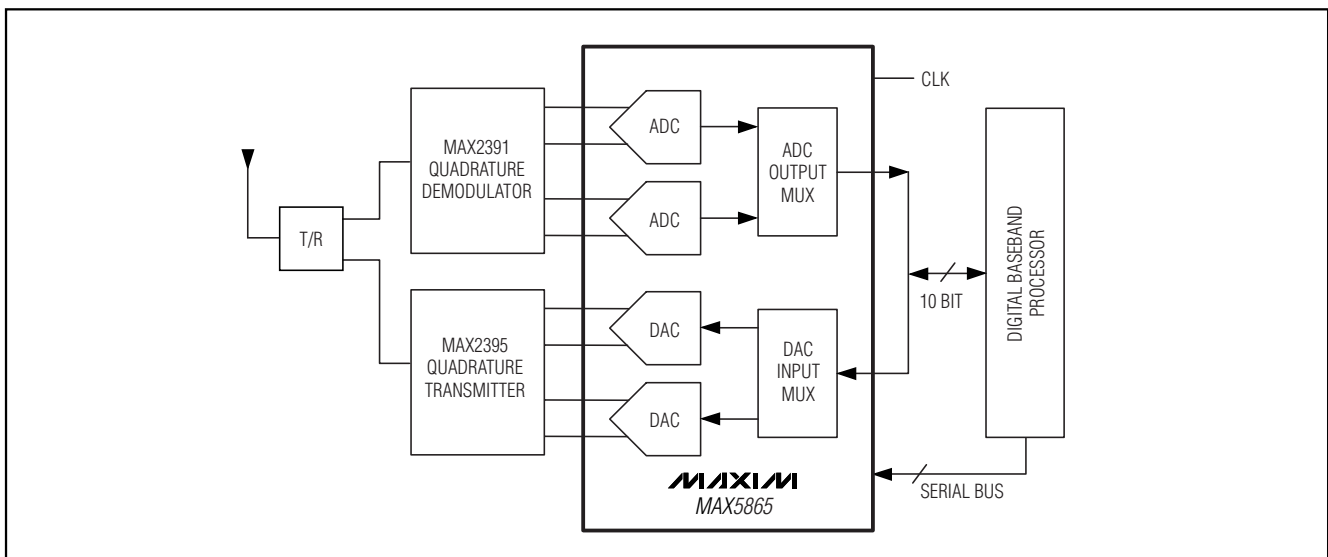 T/R
MAX2391
QUADRATURE
DEMODULATOR
MAX2395
QUADRATURE
TRANSMITTER
ADC
ADC
DAC
DAC
ADC
OUTPUT
MUX
DAC
INPUT
MUX
MAXIM
MAX5865
CLK
10 BIT
SERIAL BUS
DIGITAL BASEBAND
PROCESSOR